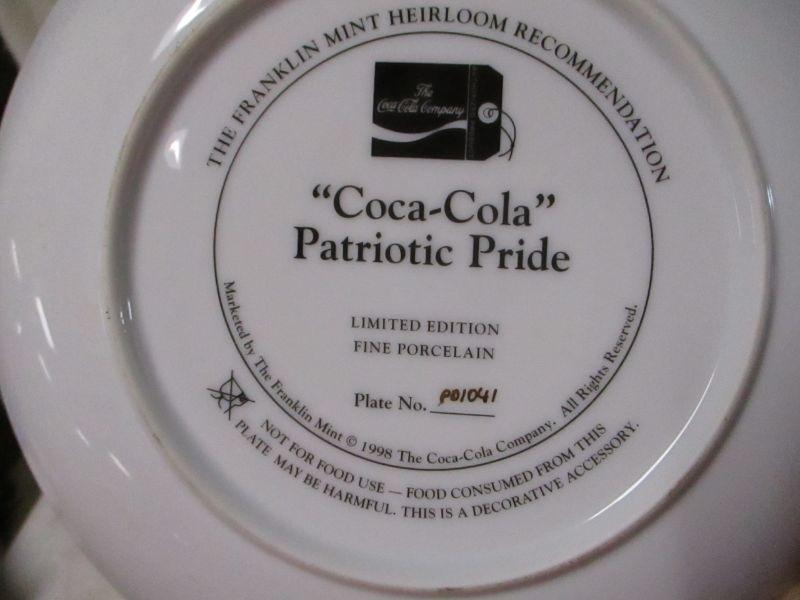 THE FRANKLIN MINT HEIRLOOM RECOMMENDATION
The
Coca-Cola Company
“Coca-Cola”
Patriotic Pride
LIMITED EDITION
FINE PORCELAIN
Plate No. PD1041
Marketed by The Franklin Mint © 1998 The Coca-Cola Company. All Rights Reserved.
NOT FOR FOOD USE — FOOD CONSUMED FROM THIS
PLATE MAY BE HARMFUL. THIS IS A DECORATIVE ACCESSORY.